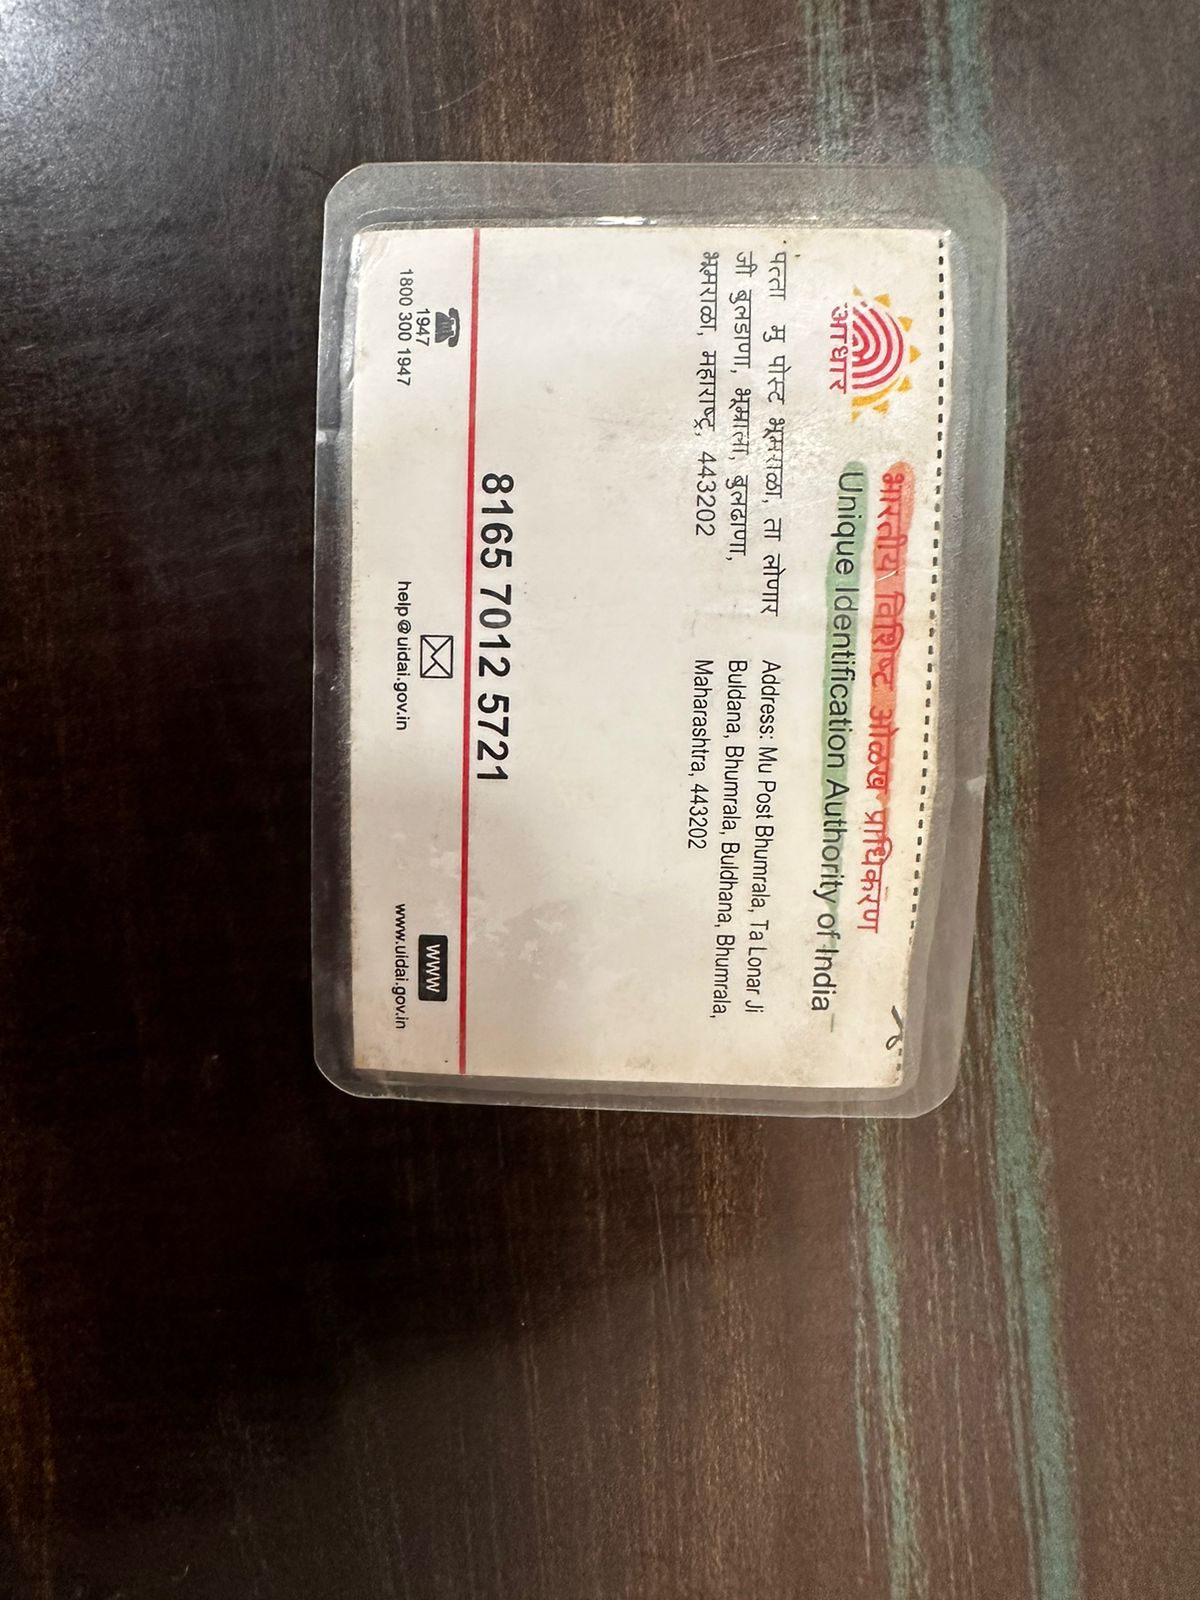 आधार
भारतीय विशिष्ट ओळख प्राधिकरण
Unique Identification Authority of India
पत्ता मु पोस्ट भूमराळा, ता लोणार
जी बुलडाणा, भूम्राला, बुलढाणा,
भूमराळा, महाराष्ट्र, 443202
Address: Mu Post Bhumrala, Ta Lonar Ji
Buldana, Bhumrala, Buldhana, Bhumrala,
Maharashtra, 443202
8165 7012 5721
1947
1800 300 1947
help@uidai.gov.in
www
www.uidai.gov.in